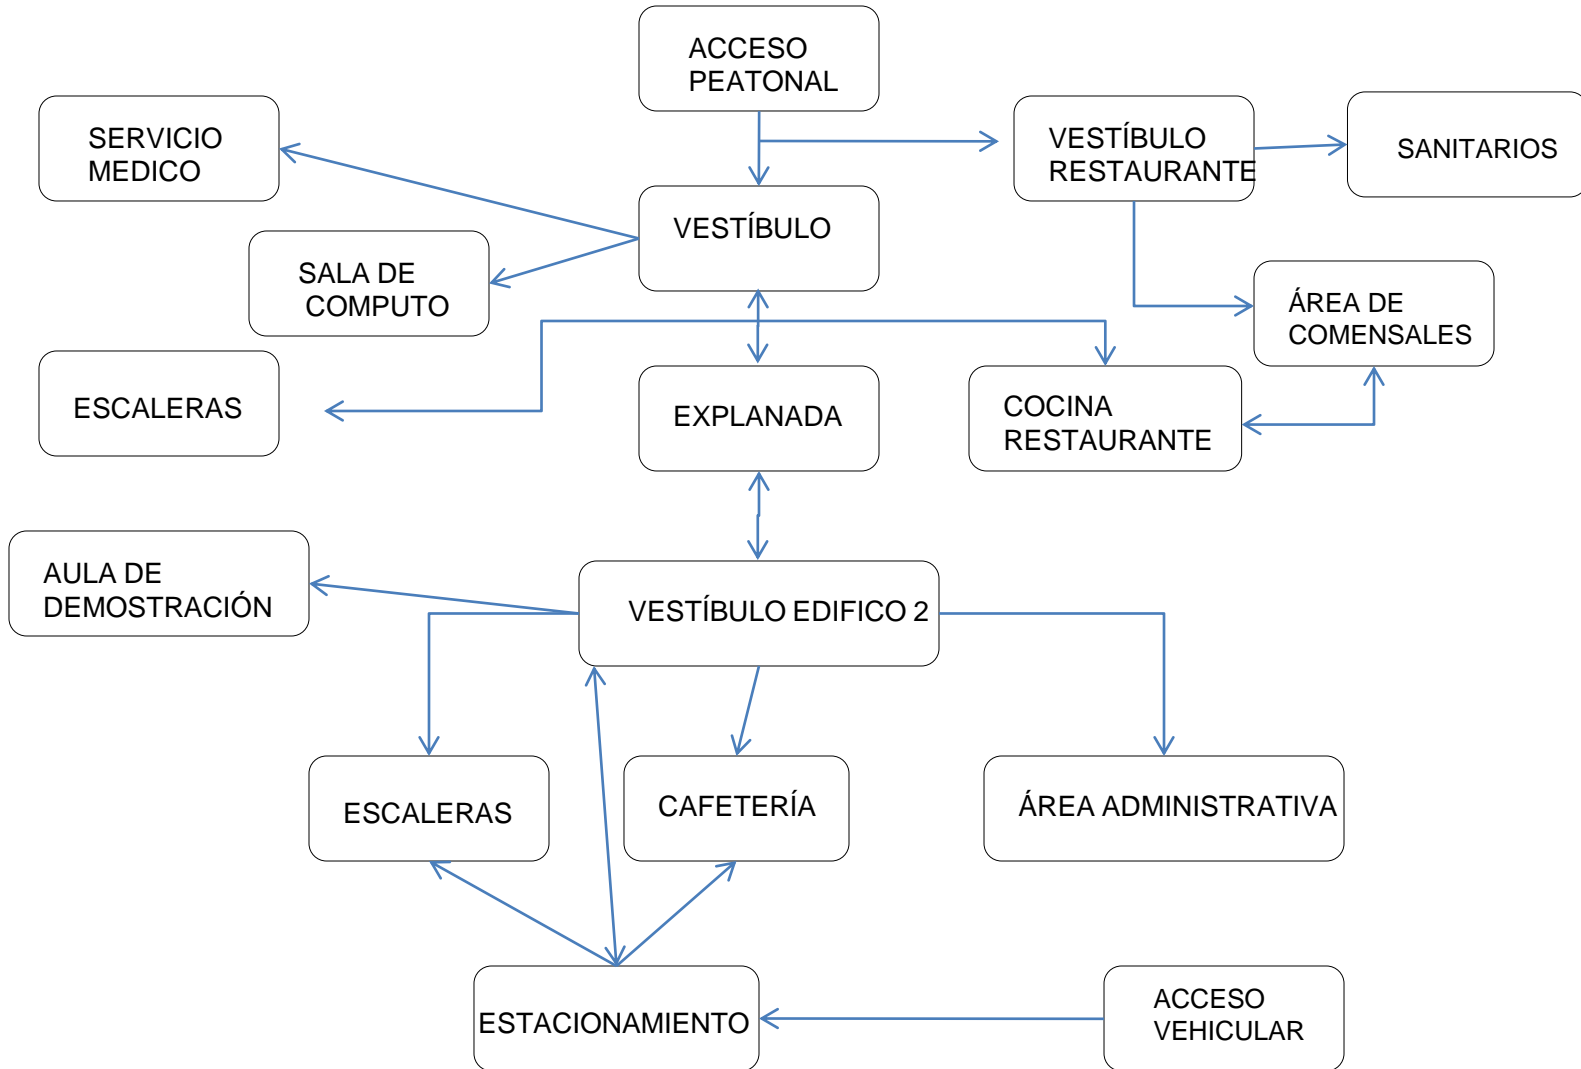 ACCESO
PEATONAL
SERVICIO
MEDICO
VESTÍBULO
RESTAURANTE
SANITARIOS
VESTÍBULO
SALA DE
COMPUTO
ÁREA DE
COMENSALES
ESCALERAS
EXPLANADA
COCINA
RESTAURANTE
AULA DE
DEMOSTRACIÓN
VESTÍBULO EDIFICO 2
ESCALERAS
CAFETERÍA
ÁREA ADMINISTRATIVA
ESTACIONAMIENTO
ACCESO
VEHICULAR